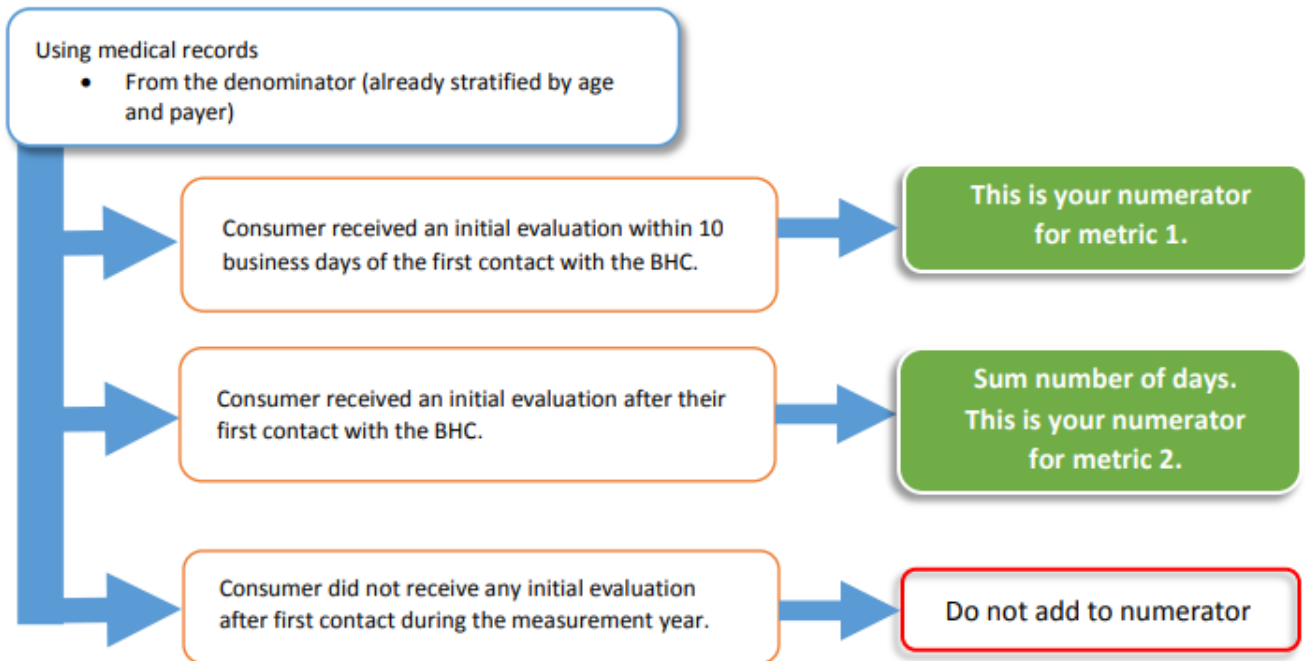 Using medical records
• From the denominator (already stratified by age
and payer)
Consumer received an initial evaluation within 10
business days of the first contact with the BHC.
This is your numerator
for metric 1.
Consumer received an initial evaluation after their
first contact with the BHC.
Sum number of days.
This is your numerator
for metric 2.
Consumer did not receive any initial evaluation
after first contact during the measurement year.
Do not add to numerator